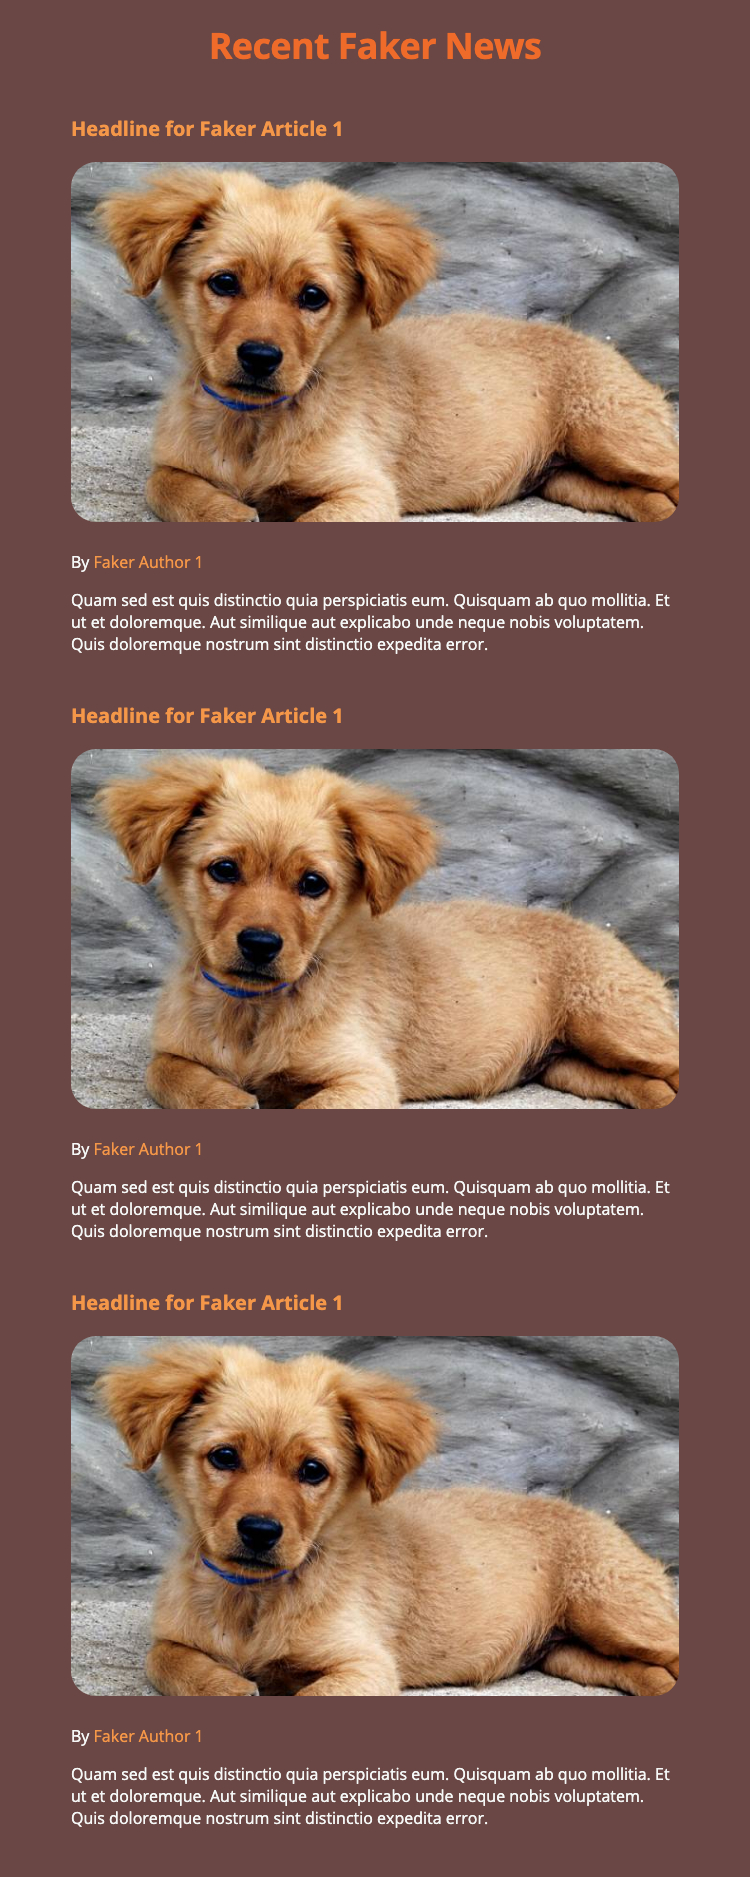 Recent Faker News
Headline for Faker Article 1
By Faker Author 1
Quam sed est quis distinctio quia perspiciatis eum. Quisquam ab quo mollitia. Et
ut et doloremque. Aut similique aut explicabo unde neque nobis voluptatem.
Quis doloremque nostrum sint distinctio expedita error.
Headline for Faker Article 1
By Faker Author 1
Quam sed est quis distinctio quia perspiciatis eum. Quisquam ab quo mollitia. Et
ut et doloremque. Aut similique aut explicabo unde neque nobis voluptatem.
Quis doloremque nostrum sint distinctio expedita error.
Headline for Faker Article 1
By Faker Author 1
Quam sed est quis distinctio quia perspiciatis eum. Quisquam ab quo mollitia. Et
ut et doloremque. Aut similique aut explicabo unde neque nobis voluptatem.
Quis doloremque nostrum sint distinctio expedita error.